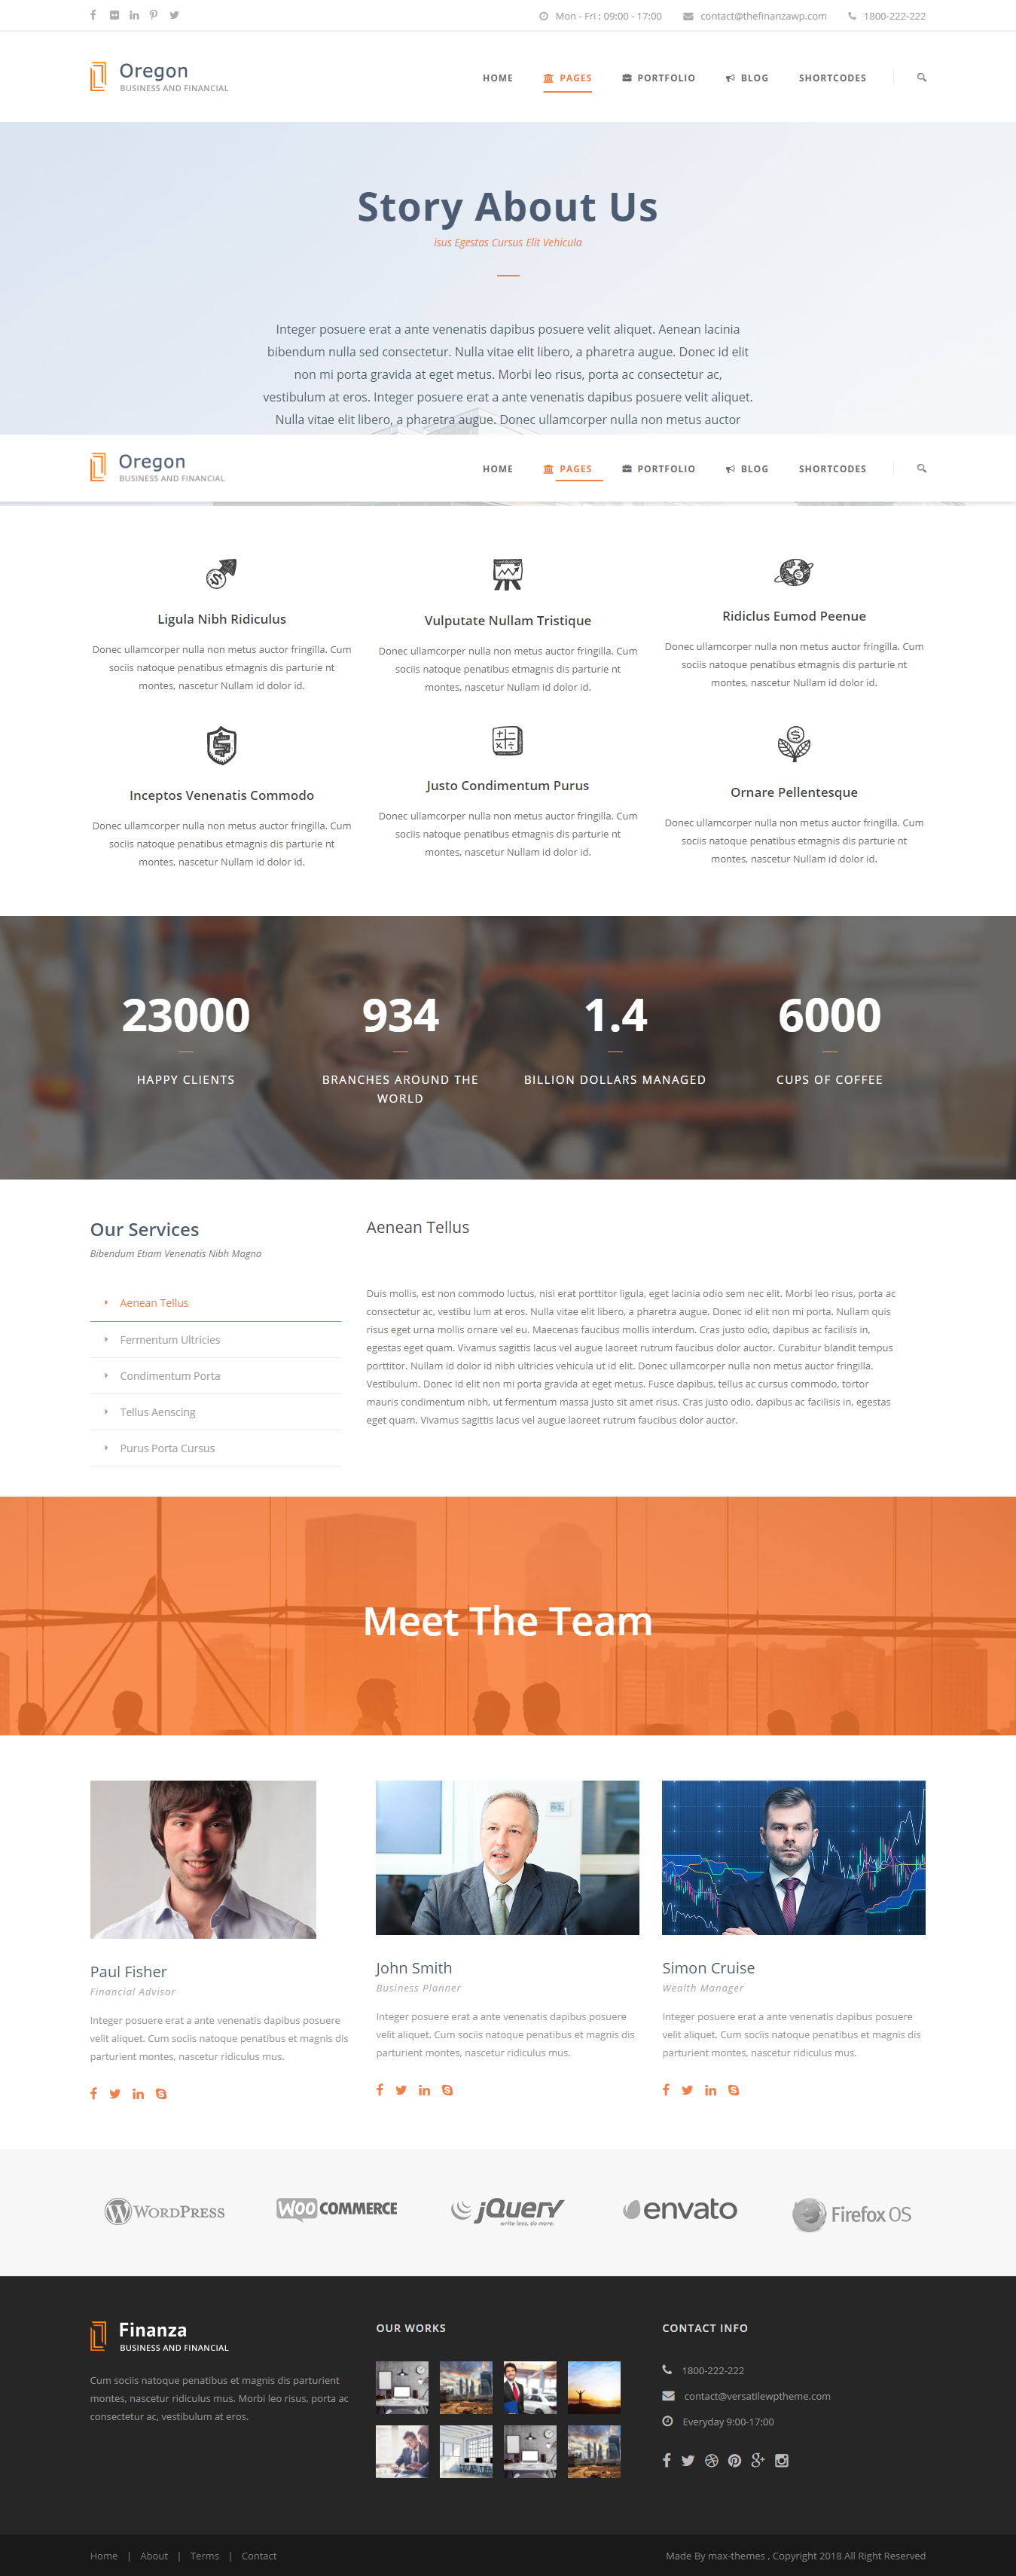 Mon - Fri : 09:00 - 17:00 contact@thefinanzawp.com 1800-222-222
Oregon
BUSINESS AND FINANCIAL
HOME PAGES PORTFOLIO BLOG SHORTCODES
Story About Us
isus Egestas Cursus Elit Vehicula
Integer posuere erat a ante venenatis dapibus posuere velit aliquet. Aenean lacinia
bibendum nulla sed consectetur. Nulla vitae elit libero, a pharetra augue. Donec id elit
non mi porta gravida at eget metus. Morbi leo risus, porta ac consectetur ac,
vestibulum at eros. Integer posuere erat a ante venenatis dapibus posuere velit aliquet.
Nulla vitae elit libero, a pharetra augue. Donec ullamcorper nulla non metus auctor
Oregon
BUSINESS AND FINANCIAL
HOME PAGES PORTFOLIO BLOG SHORTCODES
Ligula Nibh Ridiculus
Donec ullamcorper nulla non metus auctor fringilla. Cum
sociis natoque penatibus etmagnis dis parturie nt
montes, nascetur Nullam id dolor id.
Vulputate Nullam Tristique
Donec ullamcorper nulla non metus auctor fringilla. Cum
sociis natoque penatibus etmagnis dis parturie nt
montes, nascetur Nullam id dolor id.
Ridiclus Eumod Peenue
Donec ullamcorper nulla non metus auctor fringilla. Cum
sociis natoque penatibus etmagnis dis parturie nt
montes, nascetur Nullam id dolor id.
Inceptos Venenatis Commodo
Donec ullamcorper nulla non metus auctor fringilla. Cum
sociis natoque penatibus etmagnis dis parturie nt
montes, nascetur Nullam id dolor id.
Justo Condimentum Purus
Donec ullamcorper nulla non metus auctor fringilla. Cum
sociis natoque penatibus etmagnis dis parturie nt
montes, nascetur Nullam id dolor id.
Ornare Pellentesque
Donec ullamcorper nulla non metus auctor fringilla. Cum
sociis natoque penatibus etmagnis dis parturie nt
montes, nascetur Nullam id dolor id.
23000
HAPPY CLIENTS
934
BRANCHES AROUND THE
WORLD
1.4
BILLION DOLLARS MANAGED
6000
CUPS OF COFFEE
Our Services
Bibendum Etiam Venenatis Nibh Magna
Aenean Tellus
Fermentum Ultricies
Condimentum Porta
Tellus Aenscing
Purus Porta Cursus
Aenean Tellus
Duis mollis, est non commodo luctus, nisi erat porttitor ligula, eget lacinia odio sem nec elit. Morbi leo risus, porta ac
consectetur ac, vestibu lum at eros. Nulla vitae elit libero, a pharetra augue. Donec id elit non mi porta. Nullam quis
risus eget urna mollis ornare vel eu. Maecenas faucibus mollis interdum. Cras justo odio, dapibus ac facilisis in,
egestas eget quam. Vivamus sagittis lacus vel augue laoreet rutrum faucibus dolor auctor. Curabitur blandit tempus
porttitor. Nullam id dolor id nibh ultricies vehicula ut id elit. Donec ullamcorper nulla non metus auctor fringilla.
Vestibulum. Donec id elit non mi porta gravida at eget metus. Fusce dapibus, tellus ac cursus commodo, tortor
mauris condimentum nibh, ut fermentum massa justo sit amet risus. Cras justo odio, dapibus ac facilisis in, egestas
eget quam. Vivamus sagittis lacus vel augue laoreet rutrum faucibus dolor auctor.
Meet The Team
Paul Fisher
Financial Advisor
Integer posuere erat a ante venenatis dapibus posuere
velit aliquet. Cum sociis natoque penatibus et magnis dis
parturient montes, nascetur ridiculus mus.
John Smith
Business Planner
Integer posuere erat a ante venenatis dapibus posuere
velit aliquet. Cum sociis natoque penatibus et magnis dis
parturient montes, nascetur ridiculus mus.
Simon Cruise
Wealth Manager
Integer posuere erat a ante venenatis dapibus posuere
velit aliquet. Cum sociis natoque penatibus et magnis dis
parturient montes, nascetur ridiculus mus.
WORDPRESS
WOO COMMERCE
jQuery
write less, do more.
envato
Firefox OS
Finanza
BUSINESS AND FINANCIAL
Cum sociis natoque penatibus et magnis dis parturient
montes, nascetur ridiculus mus. Morbi leo risus, porta ac
consectetur ac, vestibulum at eros.
OUR WORKS
CONTACT INFO
1800-222-222
contact@versatilewptheme.com
Everyday 9:00-17:00
Home | About | Terms | Contact
Made By max-themes , Copyright 2018 All Right Reserved